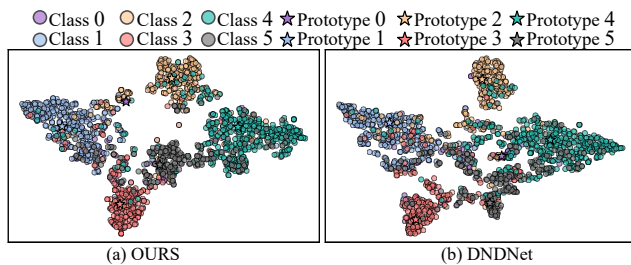 Class 0 Class 2 Class 4 Prototype 0 Prototype 2 Prototype 4
Class 1 Class 3 Class 5 Prototype 1 Prototype 3 Prototype 5
(a) OURS (b) DNDNet